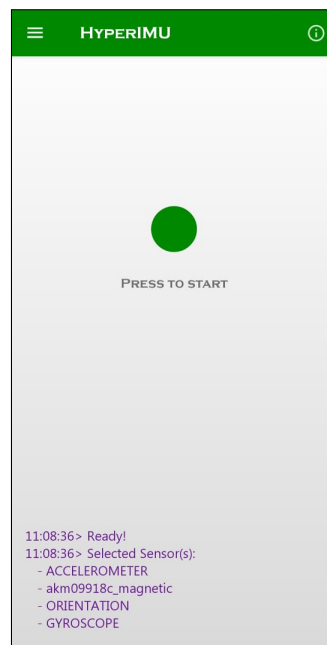 HyperIMU
Press to start
11:08:36> Ready!
11:08:36> Selected Sensor(s):
- ACCELEROMETER
- akm09918c_magnetic
- ORIENTATION
- GYROSCOPE